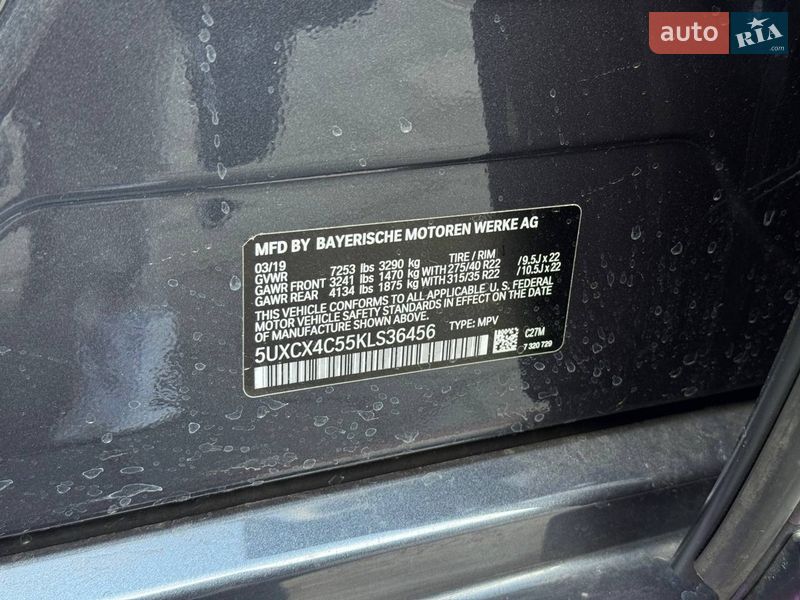 auto RIA .com
MFD BY BAYERISCHE MOTOREN WERKE AG
03/19 TIRE / RIM
GVWR 7253 lbs 3290 kg
GAWR FRONT 3241 lbs 1470 kg WITH 275/40 R22 /9.5J x 22
GAWR REAR 4134 lbs 1875 kg WITH 315/35 R22 /10.5J x 22
THIS VEHICLE CONFORMS TO ALL APPLICABLE U. S. FEDERAL
MOTOR VEHICLE SAFETY STANDARDS IN EFFECT ON THE DATE
OF MANUFACTURE SHOWN ABOVE.
5UXCX4C55KLS36456 TYPE: MPV
C27M
7 320 729